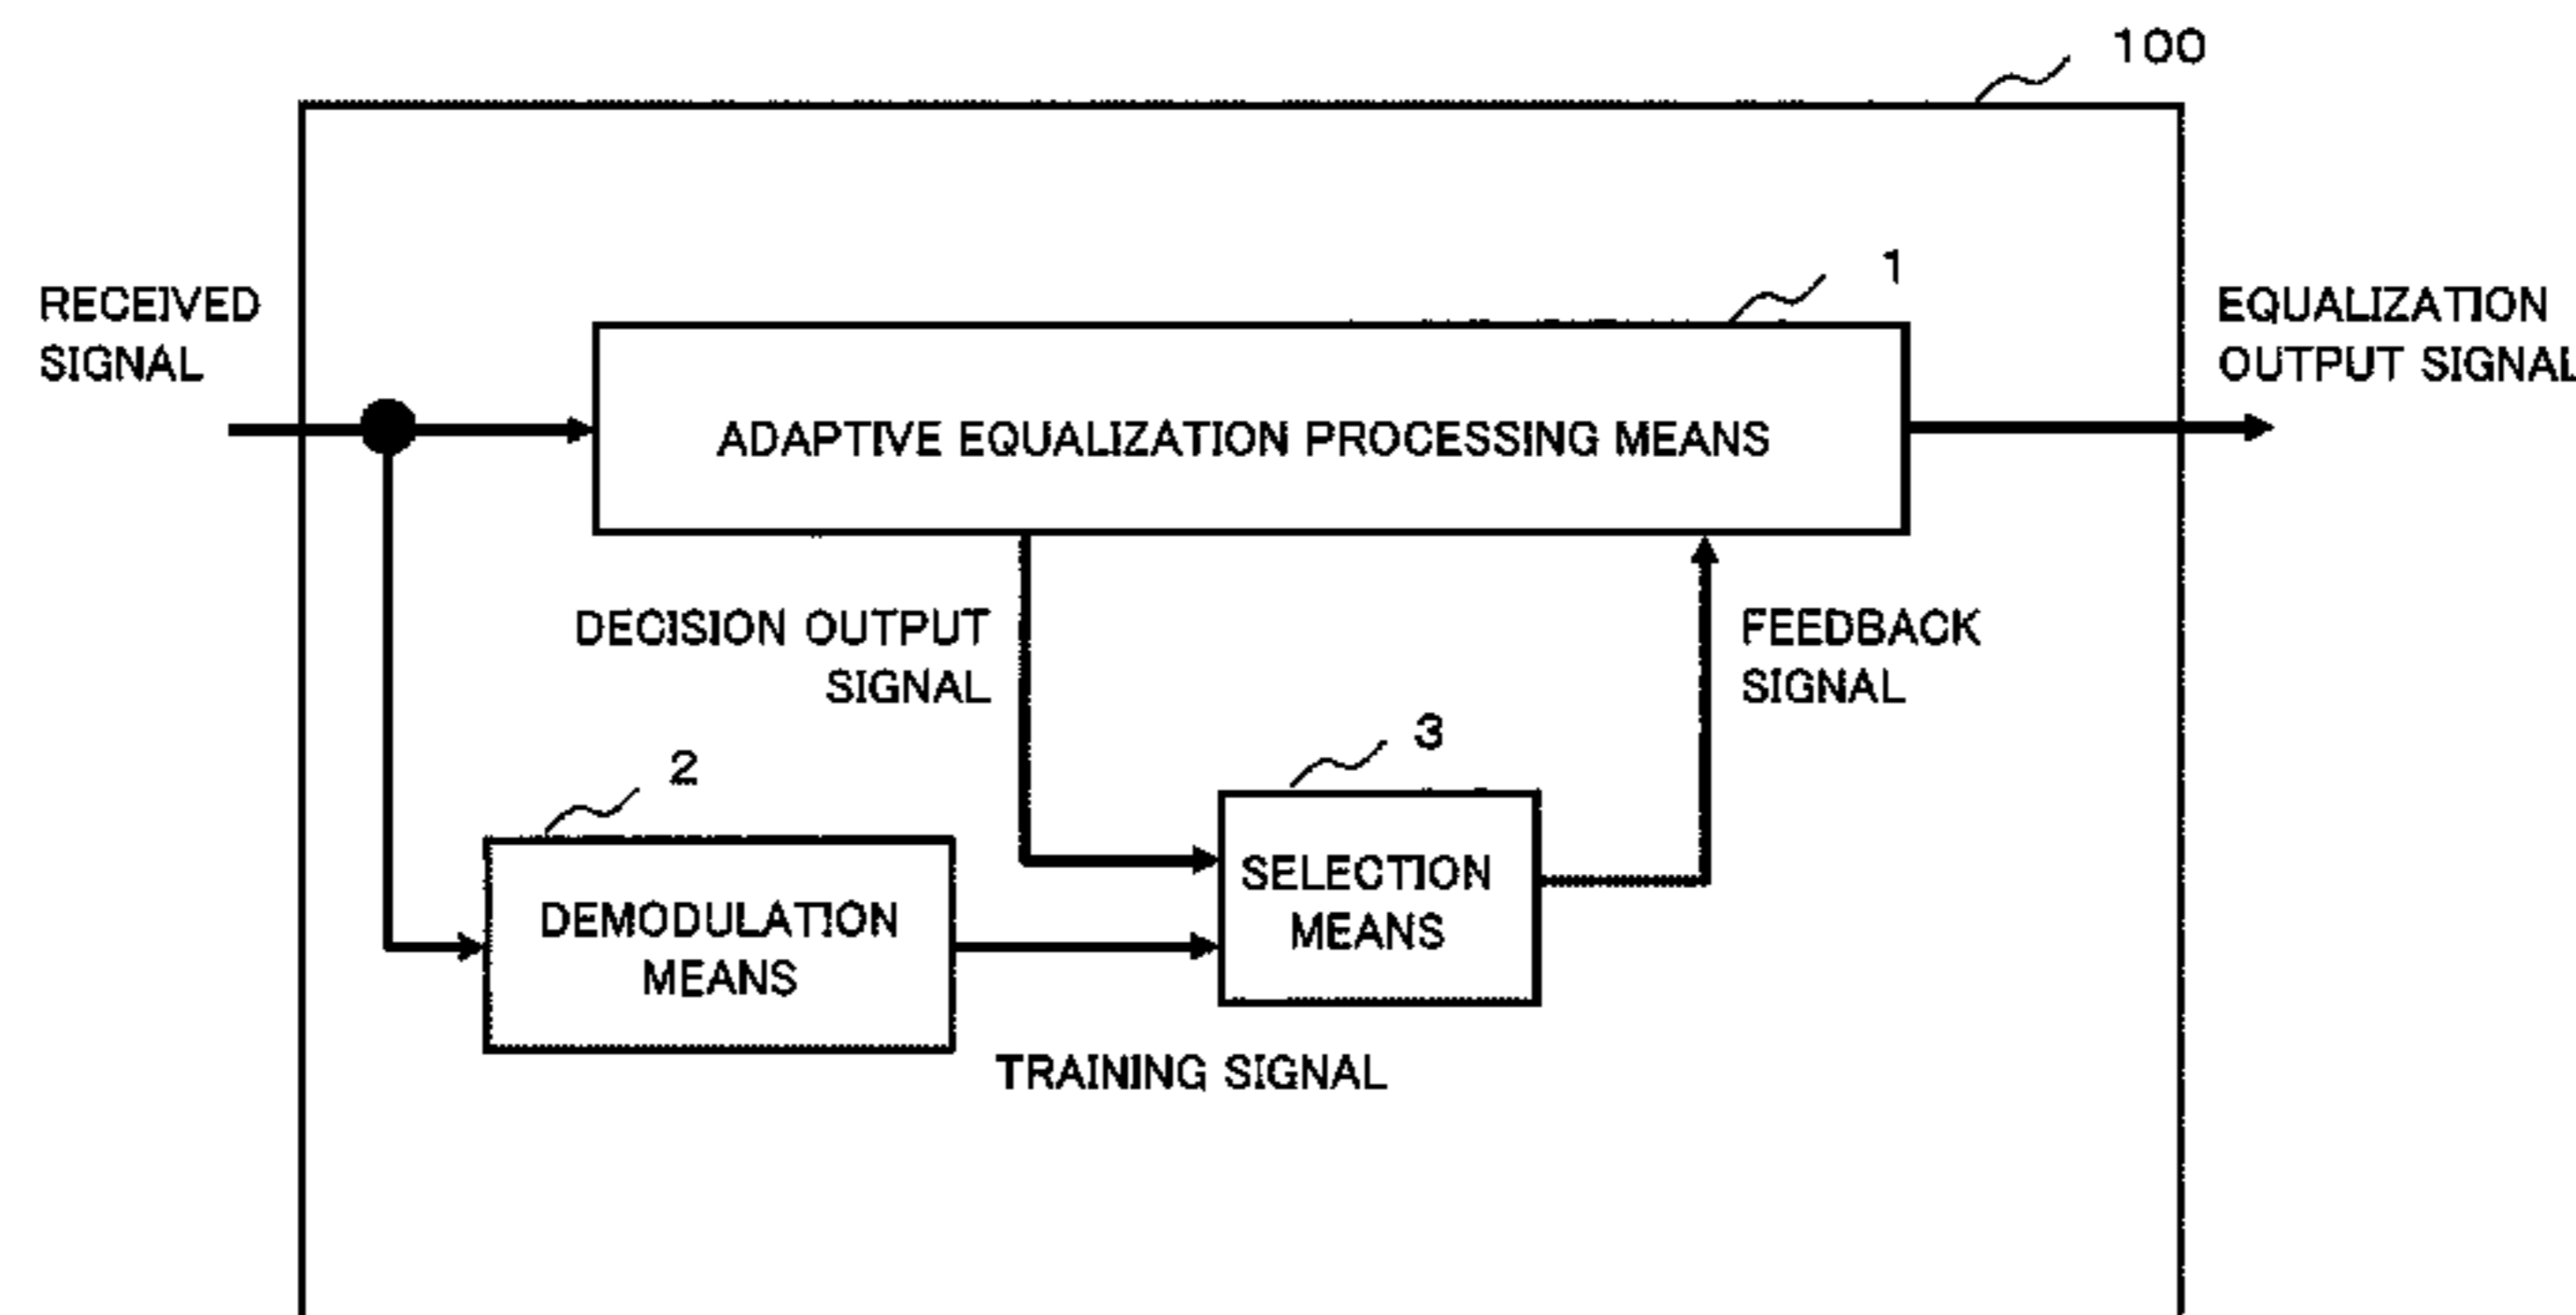 100
1
RECEIVED
SIGNAL
EQUALIZATION
OUTPUT SIGNAL
ADAPTIVE EQUALIZATION PROCESSING MEANS
DECISION OUTPUT
SIGNAL
FEEDBACK
SIGNAL
2
3
DEMODULATION
MEANS
SELECTION
MEANS
TRAINING SIGNAL